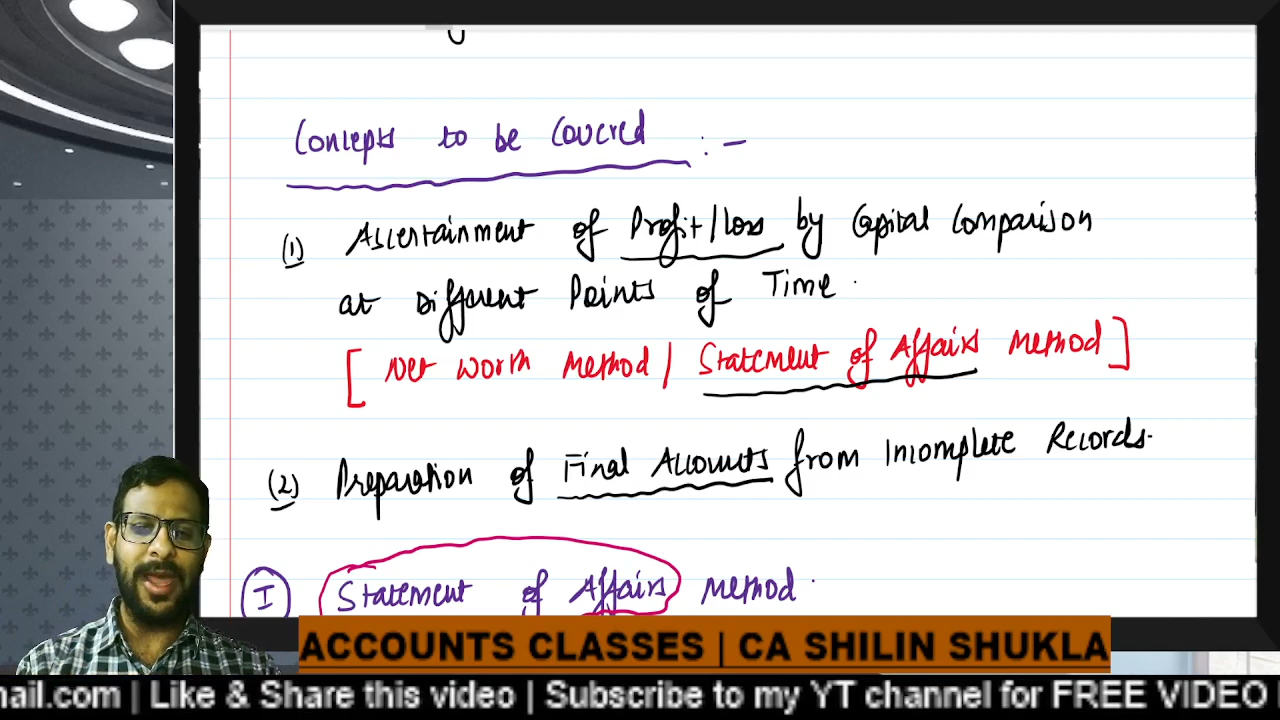 Concepts to be Covered :-
(1) Ascertainment of Profit/Loss by Capital Comparison
at Different Points of Time.
[ Net Worth Method / Statement of Affairs Method ]
(2) Preparation of Final Accounts from Incomplete Records.
I Statement of Affairs Method.
ACCOUNTS CLASSES | CA SHILIN SHUKLA
mail.com | Like & Share this video | Subscribe to my YT channel for FREE VIDEO